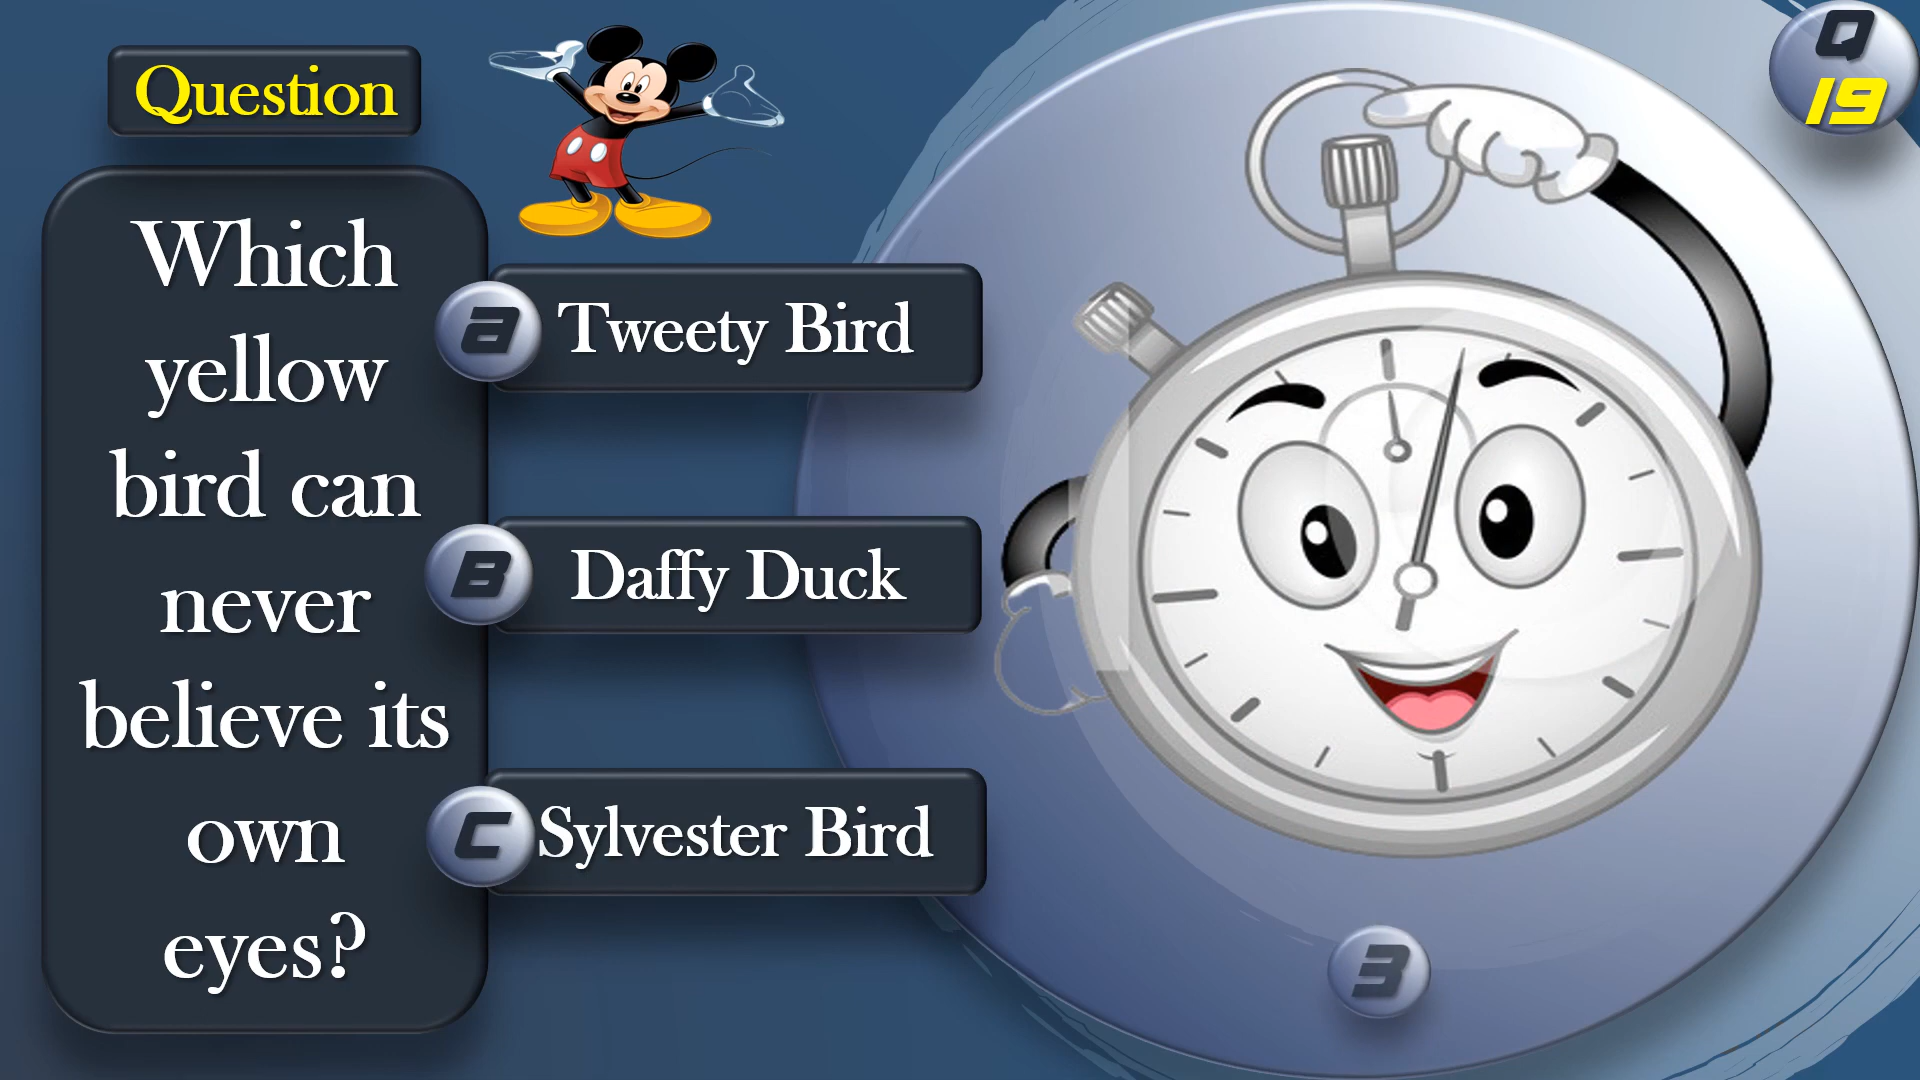 Question
Q
19
Which
yellow
bird can
never
believe its
own
eyes?
a Tweety Bird
B Daffy Duck
C Sylvester Bird
3